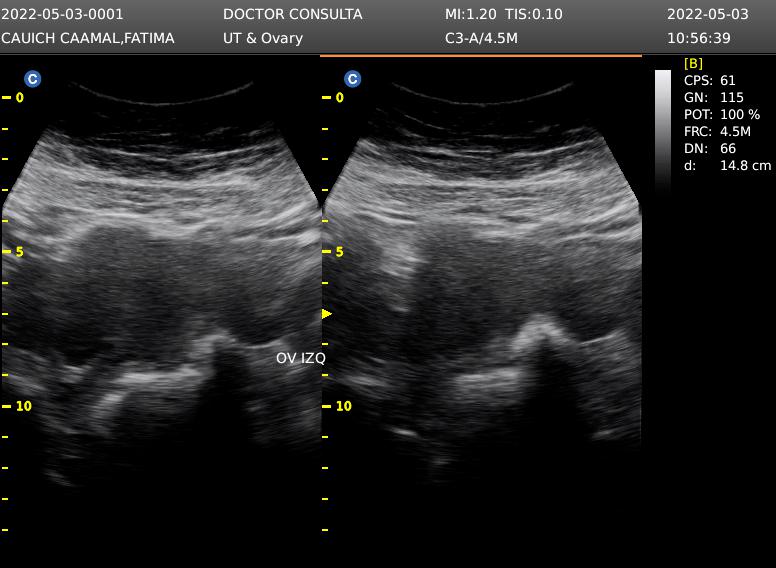 2022-05-03-0001 DOCTOR CONSULTA MI:1.20 TIS:0.10 2022-05-03
CAUICH CAAMAL,FATIMA UT & Ovary C3-A/4.5M 10:56:39
C C
[B]
CPS: 61
GN: 115
POT: 100 %
FRC: 4.5M
DN: 66
d: 14.8 cm
0 0
5 5
OV IZQ
10 10